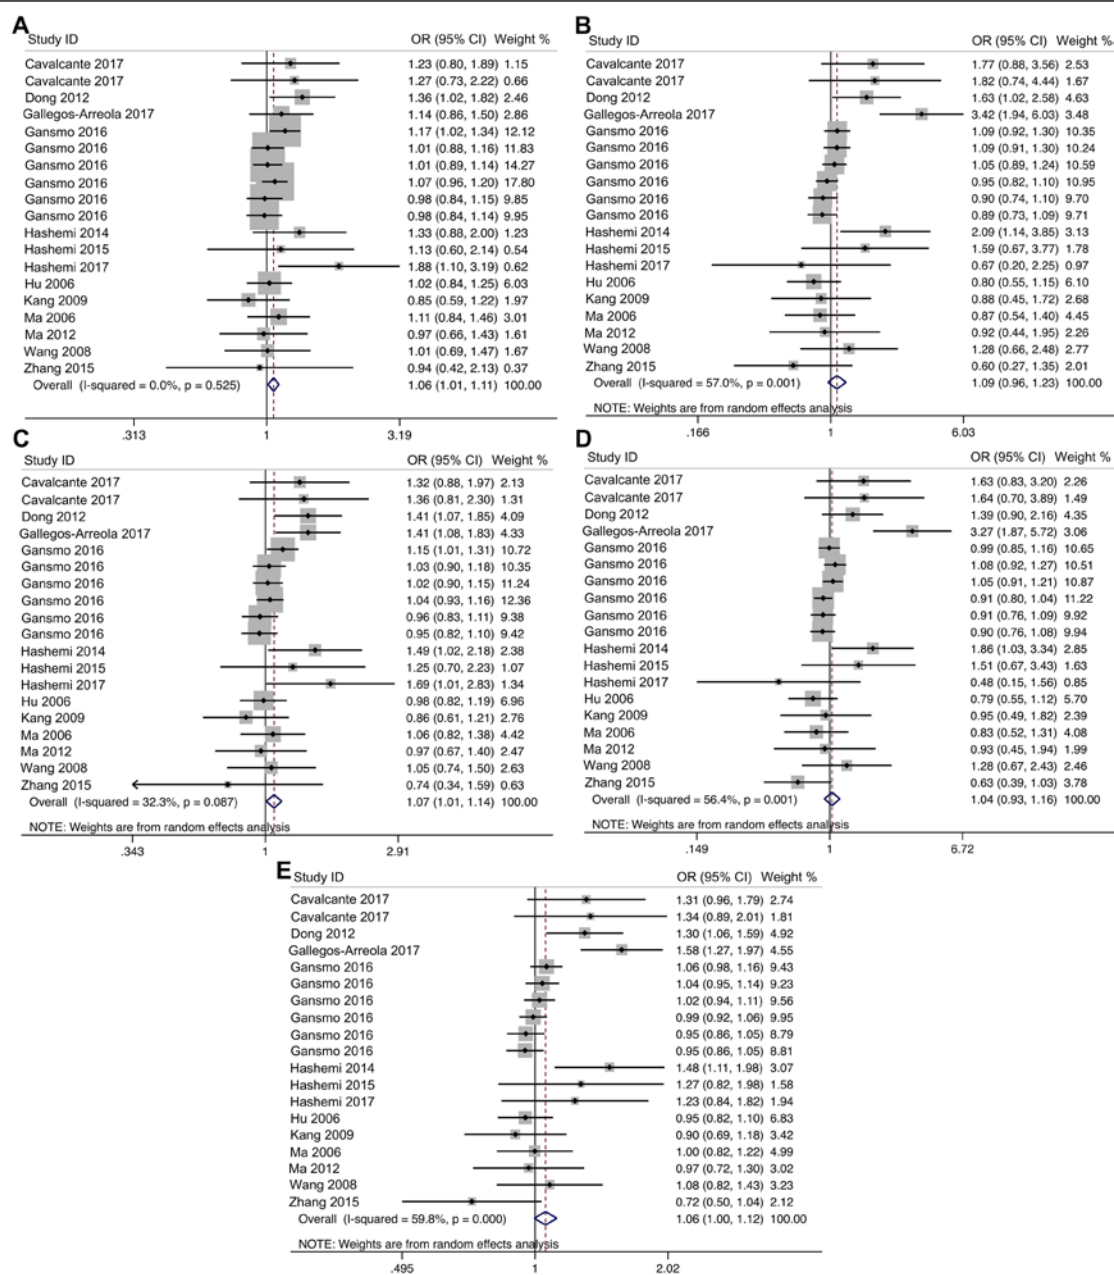 A
Study ID OR (95% CI) Weight %
Cavalcante 2017 1.23 (0.80, 1.89) 1.15
Cavalcante 2017 1.27 (0.73, 2.22) 0.66
Dong 2012 1.36 (1.02, 1.82) 2.46
Gallegos-Arreola 2017 1.14 (0.86, 1.50) 2.86
Gansmo 2016 1.17 (1.02, 1.34) 12.12
Gansmo 2016 1.01 (0.88, 1.16) 11.83
Gansmo 2016 1.01 (0.89, 1.14) 14.27
Gansmo 2016 1.07 (0.96, 1.20) 17.80
Gansmo 2016 0.98 (0.84, 1.15) 9.85
Gansmo 2016 0.98 (0.84, 1.14) 9.95
Hashemi 2014 1.33 (0.88, 2.00) 1.23
Hashemi 2015 1.13 (0.60, 2.14) 0.54
Hashemi 2017 1.88 (1.10, 3.19) 0.62
Hu 2006 1.02 (0.84, 1.25) 6.03
Kang 2009 0.85 (0.59, 1.22) 1.97
Ma 2006 1.11 (0.84, 1.46) 3.01
Ma 2012 0.97 (0.66, 1.43) 1.61
Wang 2008 1.01 (0.69, 1.47) 1.67
Zhang 2015 0.94 (0.42, 2.13) 0.37
Overall (I-squared = 0.0%, p = 0.525) 1.06 (1.01, 1.11) 100.00
.313 1 3.19
B
Study ID OR (95% CI) Weight %
Cavalcante 2017 1.77 (0.88, 3.56) 2.53
Cavalcante 2017 1.82 (0.74, 4.44) 1.67
Dong 2012 1.63 (1.02, 2.58) 4.63
Gallegos-Arreola 2017 3.42 (1.94, 6.03) 3.48
Gansmo 2016 1.09 (0.92, 1.30) 10.35
Gansmo 2016 1.09 (0.91, 1.30) 10.24
Gansmo 2016 1.05 (0.89, 1.24) 10.59
Gansmo 2016 0.95 (0.82, 1.10) 10.95
Gansmo 2016 0.90 (0.74, 1.10) 9.70
Gansmo 2016 0.89 (0.73, 1.09) 9.71
Hashemi 2014 2.09 (1.14, 3.85) 3.13
Hashemi 2015 1.59 (0.67, 3.77) 1.78
Hashemi 2017 0.67 (0.20, 2.25) 0.97
Hu 2006 0.80 (0.55, 1.15) 6.10
Kang 2009 0.88 (0.45, 1.72) 2.68
Ma 2006 0.87 (0.54, 1.40) 4.45
Ma 2012 0.92 (0.44, 1.95) 2.26
Wang 2008 1.28 (0.66, 2.48) 2.77
Zhang 2015 0.60 (0.27, 1.35) 2.01
Overall (I-squared = 57.0%, p = 0.001) 1.09 (0.96, 1.23) 100.00
NOTE: Weights are from random effects analysis
.166 1 6.03
C
Study ID OR (95% CI) Weight %
Cavalcante 2017 1.32 (0.88, 1.97) 2.13
Cavalcante 2017 1.36 (0.81, 2.30) 1.31
Dong 2012 1.41 (1.07, 1.85) 4.09
Gallegos-Arreola 2017 1.41 (1.08, 1.83) 4.33
Gansmo 2016 1.15 (1.01, 1.31) 10.72
Gansmo 2016 1.03 (0.90, 1.18) 10.35
Gansmo 2016 1.02 (0.90, 1.15) 11.24
Gansmo 2016 1.04 (0.93, 1.16) 12.36
Gansmo 2016 0.96 (0.83, 1.11) 9.38
Gansmo 2016 0.95 (0.82, 1.10) 9.42
Hashemi 2014 1.49 (1.02, 2.18) 2.38
Hashemi 2015 1.25 (0.70, 2.23) 1.07
Hashemi 2017 1.69 (1.01, 2.83) 1.34
Hu 2006 0.98 (0.82, 1.19) 6.96
Kang 2009 0.86 (0.61, 1.21) 2.76
Ma 2006 1.06 (0.82, 1.38) 4.42
Ma 2012 0.97 (0.67, 1.40) 2.47
Wang 2008 1.05 (0.74, 1.50) 2.63
Zhang 2015 0.74 (0.34, 1.59) 0.63
Overall (I-squared = 32.3%, p = 0.087) 1.07 (1.01, 1.14) 100.00
NOTE: Weights are from random effects analysis
.343 1 2.91
D
Study ID OR (95% CI) Weight %
Cavalcante 2017 1.63 (0.83, 3.20) 2.26
Cavalcante 2017 1.64 (0.70, 3.89) 1.49
Dong 2012 1.39 (0.90, 2.16) 4.35
Gallegos-Arreola 2017 3.27 (1.87, 5.72) 3.06
Gansmo 2016 0.99 (0.85, 1.16) 10.65
Gansmo 2016 1.08 (0.92, 1.27) 10.51
Gansmo 2016 1.05 (0.91, 1.21) 10.87
Gansmo 2016 0.91 (0.80, 1.04) 11.22
Gansmo 2016 0.91 (0.76, 1.09) 9.92
Gansmo 2016 0.90 (0.76, 1.08) 9.94
Hashemi 2014 1.86 (1.03, 3.34) 2.85
Hashemi 2015 1.51 (0.67, 3.43) 1.63
Hashemi 2017 0.48 (0.15, 1.56) 0.85
Hu 2006 0.79 (0.55, 1.12) 5.70
Kang 2009 0.95 (0.49, 1.82) 2.39
Ma 2006 0.83 (0.52, 1.31) 4.08
Ma 2012 0.93 (0.45, 1.94) 1.99
Wang 2008 1.28 (0.67, 2.43) 2.46
Zhang 2015 0.63 (0.39, 1.03) 3.78
Overall (I-squared = 56.4%, p = 0.001) 1.04 (0.93, 1.16) 100.00
NOTE: Weights are from random effects analysis
.149 1 6.72
E
Study ID OR (95% CI) Weight %
Cavalcante 2017 1.31 (0.96, 1.79) 2.74
Cavalcante 2017 1.34 (0.89, 2.01) 1.81
Dong 2012 1.30 (1.06, 1.59) 4.92
Gallegos-Arreola 2017 1.58 (1.27, 1.97) 4.55
Gansmo 2016 1.06 (0.98, 1.16) 9.43
Gansmo 2016 1.04 (0.95, 1.14) 9.23
Gansmo 2016 1.02 (0.94, 1.11) 9.56
Gansmo 2016 0.99 (0.92, 1.06) 9.95
Gansmo 2016 0.95 (0.86, 1.05) 8.79
Gansmo 2016 0.95 (0.86, 1.05) 8.81
Hashemi 2014 1.48 (1.11, 1.98) 3.07
Hashemi 2015 1.27 (0.82, 1.98) 1.58
Hashemi 2017 1.23 (0.84, 1.82) 1.94
Hu 2006 0.95 (0.82, 1.10) 6.83
Kang 2009 0.90 (0.69, 1.18) 3.42
Ma 2006 1.00 (0.82, 1.22) 4.99
Ma 2012 0.97 (0.72, 1.30) 3.02
Wang 2008 1.08 (0.82, 1.43) 3.23
Zhang 2015 0.72 (0.50, 1.04) 2.12
Overall (I-squared = 59.8%, p = 0.000) 1.06 (1.00, 1.12) 100.00
NOTE: Weights are from random effects analysis
.495 1 2.02